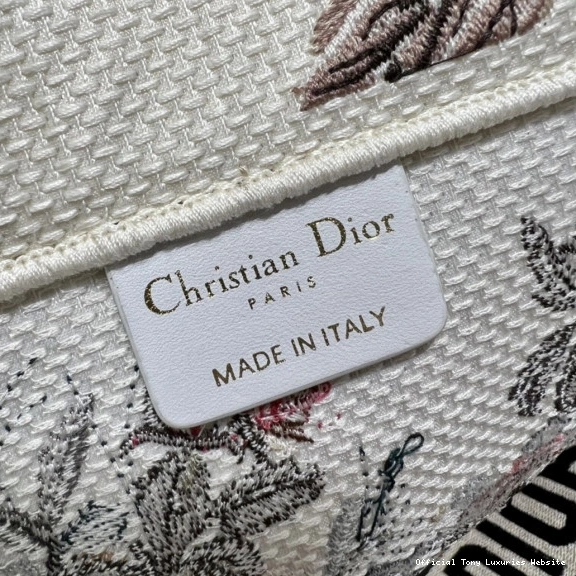 Christian Dior
PARIS
MADE IN ITALY
Official Tony Luxuries Website